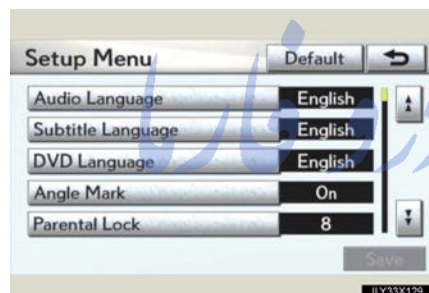 Setup Menu Default
Audio Language English
Subtitle Language English
DVD Language English
Angle Mark On
Parental Lock 8
Save
ILY33X129